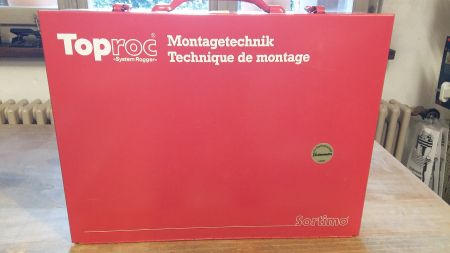 Toproc®
-System Rogger-
Montagetechnik
Technique de montage
Sortimo